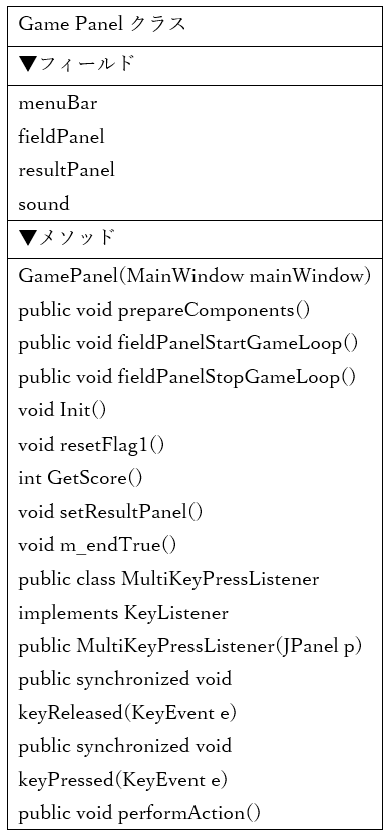 Game Panel クラス
▼フィールド
menuBar
fieldPanel
resultPanel
sound
▼メソッド
GamePanel(MainWindow mainWindow)
public void prepareComponents()
public void fieldPanelStartGameLoop()
public void fieldPanelStopGameLoop()
void Init()
void resetFlag1()
int GetScore()
void setResultPanel()
void m_endTrue()
public class MultiKeyPressListener
implements KeyListener
public MultiKeyPressListener(JPanel p)
public synchronized void
keyReleased(KeyEvent e)
public synchronized void
keyPressed(KeyEvent e)
public void performAction()